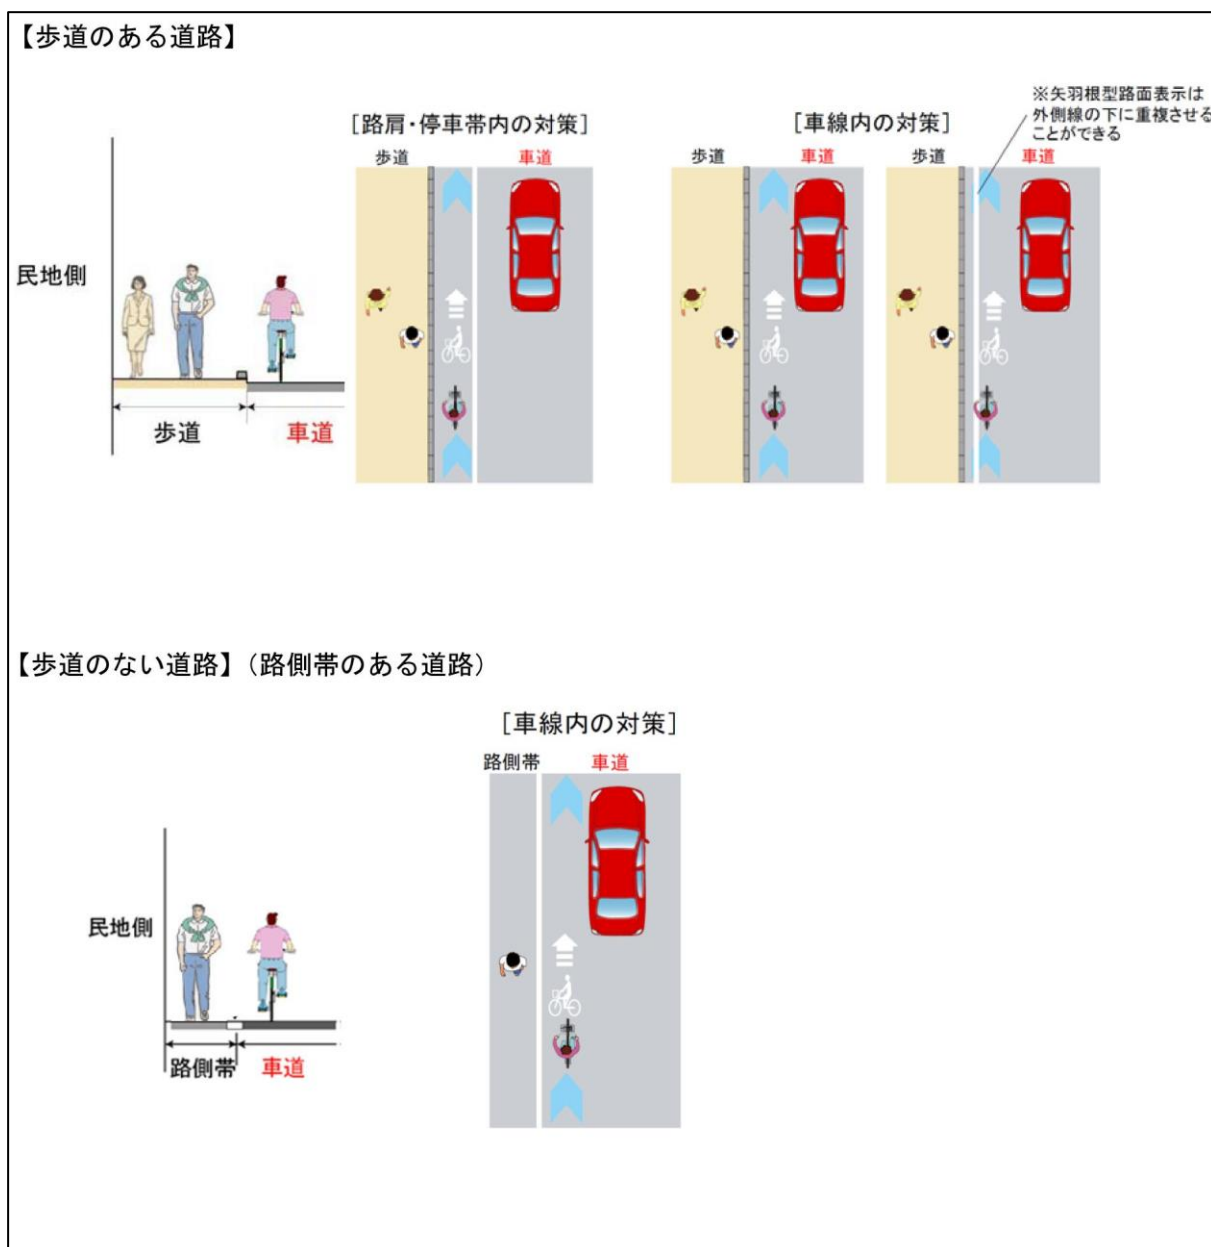 【歩道のある道路】
※矢羽根型路面表示は
外側線の下に重複させる
ことができる
[路肩・停車帯内の対策]
[車線内の対策]
歩道 車道
歩道 車道
歩道 車道
民地側
歩道 車道
【歩道のない道路】(路側帯のある道路)
[車線内の対策]
路側帯 車道
民地側
路側帯 車道